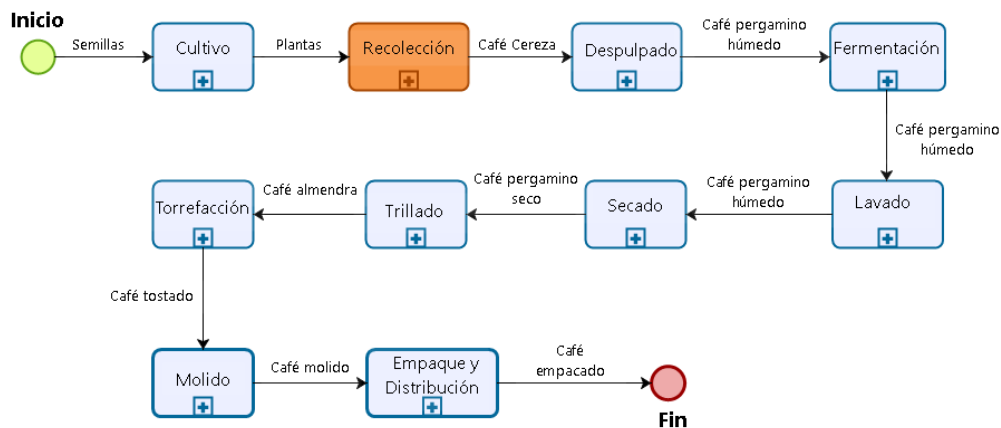 Inicio
Semillas
Cultivo
Plantas
Recolección
Café Cereza
Despulpado
Café pergamino
húmedo
Fermentación
Café pergamino
húmedo
Lavado
Café pergamino
húmedo
Secado
Café pergamino
seco
Trillado
Café almendra
Torrefacción
Café tostado
Molido
Café molido
Empaque y
Distribución
Café
empacado
Fin